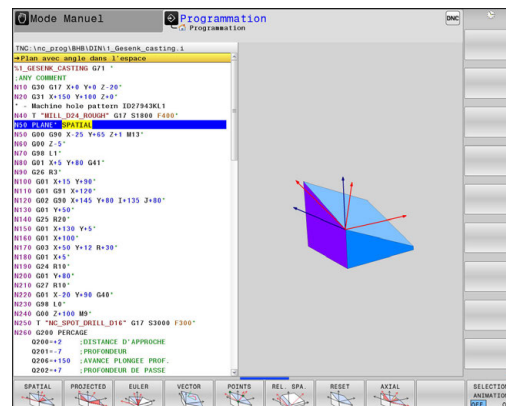 Mode Manuel
Programmation
Programmation
DNC
TNC:\nc_prog\BHB\DIN\1_Gesenk_casting.i
→Plan avec angle dans l'espace
%1_GESENK_CASTING G71 *
;ANY COMMENT
N10 G30 G17 X+0 Y+0 Z-20*
N20 G31 X+150 Y+100 Z+0*
* - Machine hole pattern ID27943KL1
N40 T "MILL_D24_ROUGH" G17 S1800 F400*
N50 PLANE* SPATIAL
N50 G00 G90 X-25 Y+65 Z+1 M13*
N60 G00 Z-5*
N70 G98 L1*
N80 G01 X+5 Y+80 G41*
N90 G26 R3*
N100 G01 X+15 Y+90*
N110 G01 G91 X+120*
N120 G02 G90 X+145 Y+80 I+135 J+80*
N130 G01 Y+50*
N140 G25 R20*
N150 G01 X+130 Y+5*
N160 G01 X+100*
N170 G03 X+50 Y+12 R+30*
N180 G01 X+5*
N190 G24 R10*
N200 G01 Y+80*
N210 G27 R10*
N220 G01 X-20 Y+90 G40*
N230 G98 L0*
N240 G00 Z+100 M9*
N250 T "NC_SPOT_DRILL_D16" G17 S3000 F300*
N260 G200 PERCAGE
Q200=+2 ;DISTANCE D'APPROCHE
Q201=-7 ;PROFONDEUR
Q206=+150 ;AVANCE PLONGEE PROF.
Q202=+7 ;PROFONDEUR DE PASSE
SPATIAL
PROJECTED
EULER
VECTOR
POINTS
REL. SPA.
RESET
AXIAL
SELECTION
ANIMATION
OFF